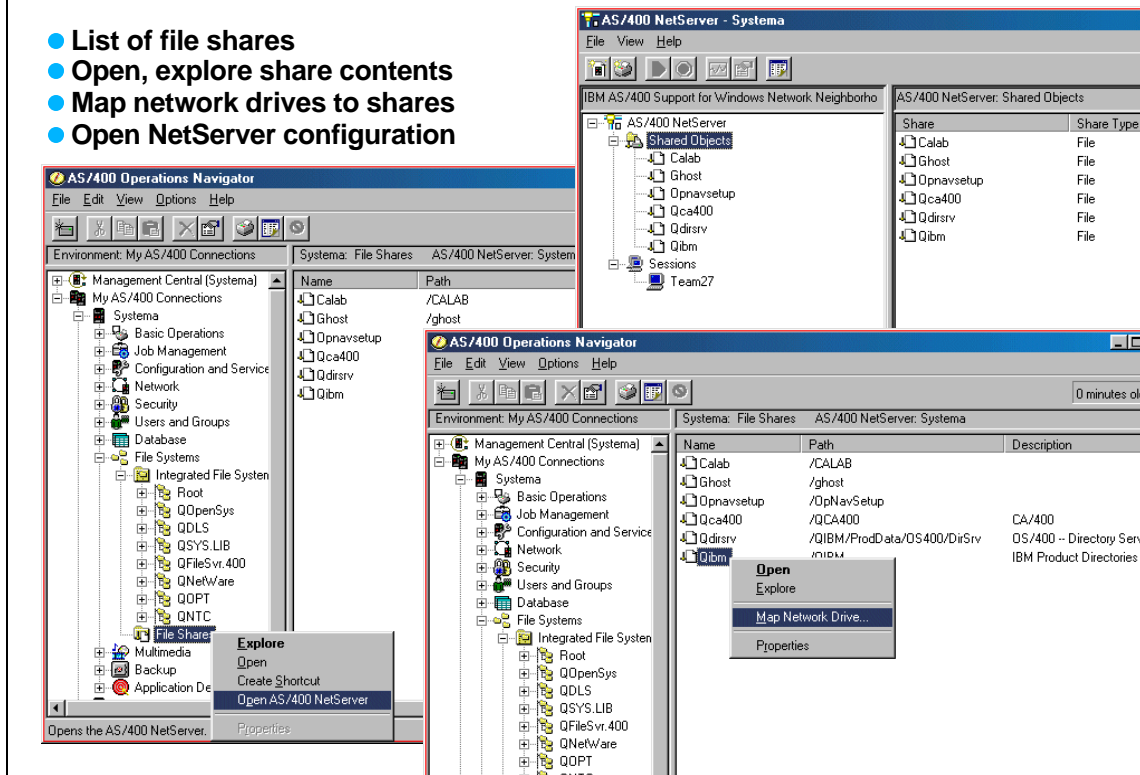 List of file shares
Open, explore share contents
Map network drives to shares
Open NetServer configuration
AS/400 NetServer - Systema
File View Help
IBM AS/400 Support for Windows Network Neighborho
AS/400 NetServer: Shared Objects
AS/400 NetServer
Shared Objects
Calab
Ghost
Opnavsetup
Qca400
Qdirsrv
Qibm
Sessions
Team27
Share Share Type
Calab File
Ghost File
Opnavsetup File
Qca400 File
Qdirsrv File
Qibm File
AS/400 Operations Navigator
File Edit View Options Help
Environment: My AS/400 Connections
Systema: File Shares AS/400 NetServer: System
Management Central (Systema)
My AS/400 Connections
Systema
Basic Operations
Job Management
Configuration and Service
Network
Security
Users and Groups
Database
File Systems
Integrated File System
Root
QOpenSys
QDLS
QSYS.LIB
QFileSvr.400
QNetWare
QOPT
QNTC
File Shares
Multimedia
Backup
Application De
Name Path
Calab /CALAB
Ghost /ghost
Opnavsetup
Qca400
Qdirsrv
Qibm
Explore
Open
Create Shortcut
Open AS/400 NetServer
Properties
Opens the AS/400 NetServer.
AS/400 Operations Navigator
File Edit View Options Help
0 minutes ol
Environment: My AS/400 Connections
Systema: File Shares AS/400 NetServer: Systema
Management Central (Systema)
My AS/400 Connections
Systema
Basic Operations
Job Management
Configuration and Service
Network
Security
Users and Groups
Database
File Systems
Integrated File System
Root
QOpenSys
QDLS
QSYS.LIB
QFileSvr.400
QNetWare
QOPT
Name Path Description
Calab /CALAB
Ghost /ghost
Opnavsetup /OpNavSetup
Qca400 /QCA400 CA/400
Qdirsrv /QIBM/ProdData/OS400/DirSrv OS/400 -- Directory Serv
Qibm /QIBM IBM Product Directories
Open
Explore
Map Network Drive...
Properties